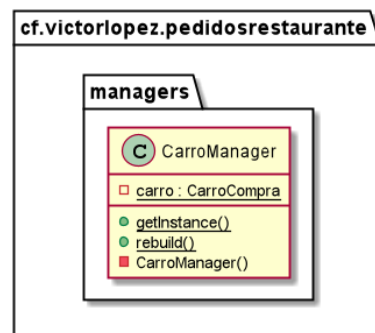 cf.victorlopez.pedidosrestaurante
managers
C CarroManager
carro : CarroCompra
getInstance()
rebuild()
CarroManager()